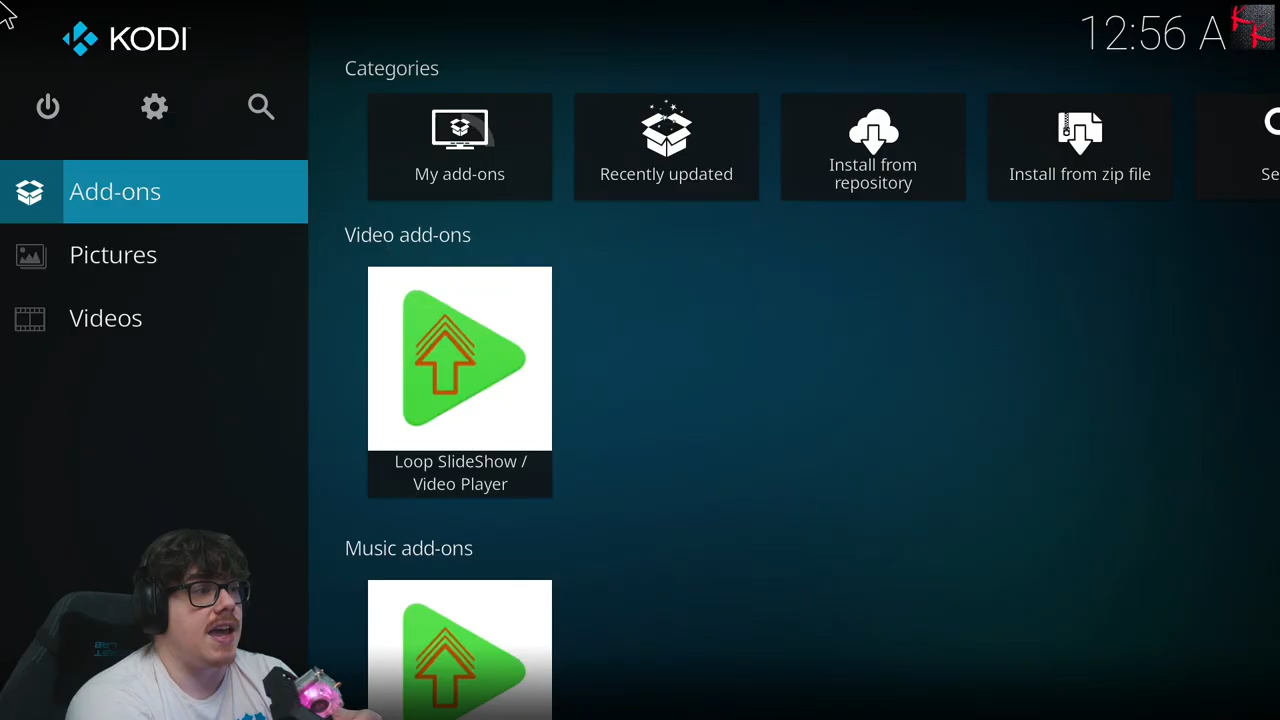 KODI
12:56 A
Categories
My add-ons
Recently updated
Install from
repository
Install from zip file
Se
Add-ons
Pictures
Videos
Video add-ons
Loop SlideShow /
Video Player
Music add-ons